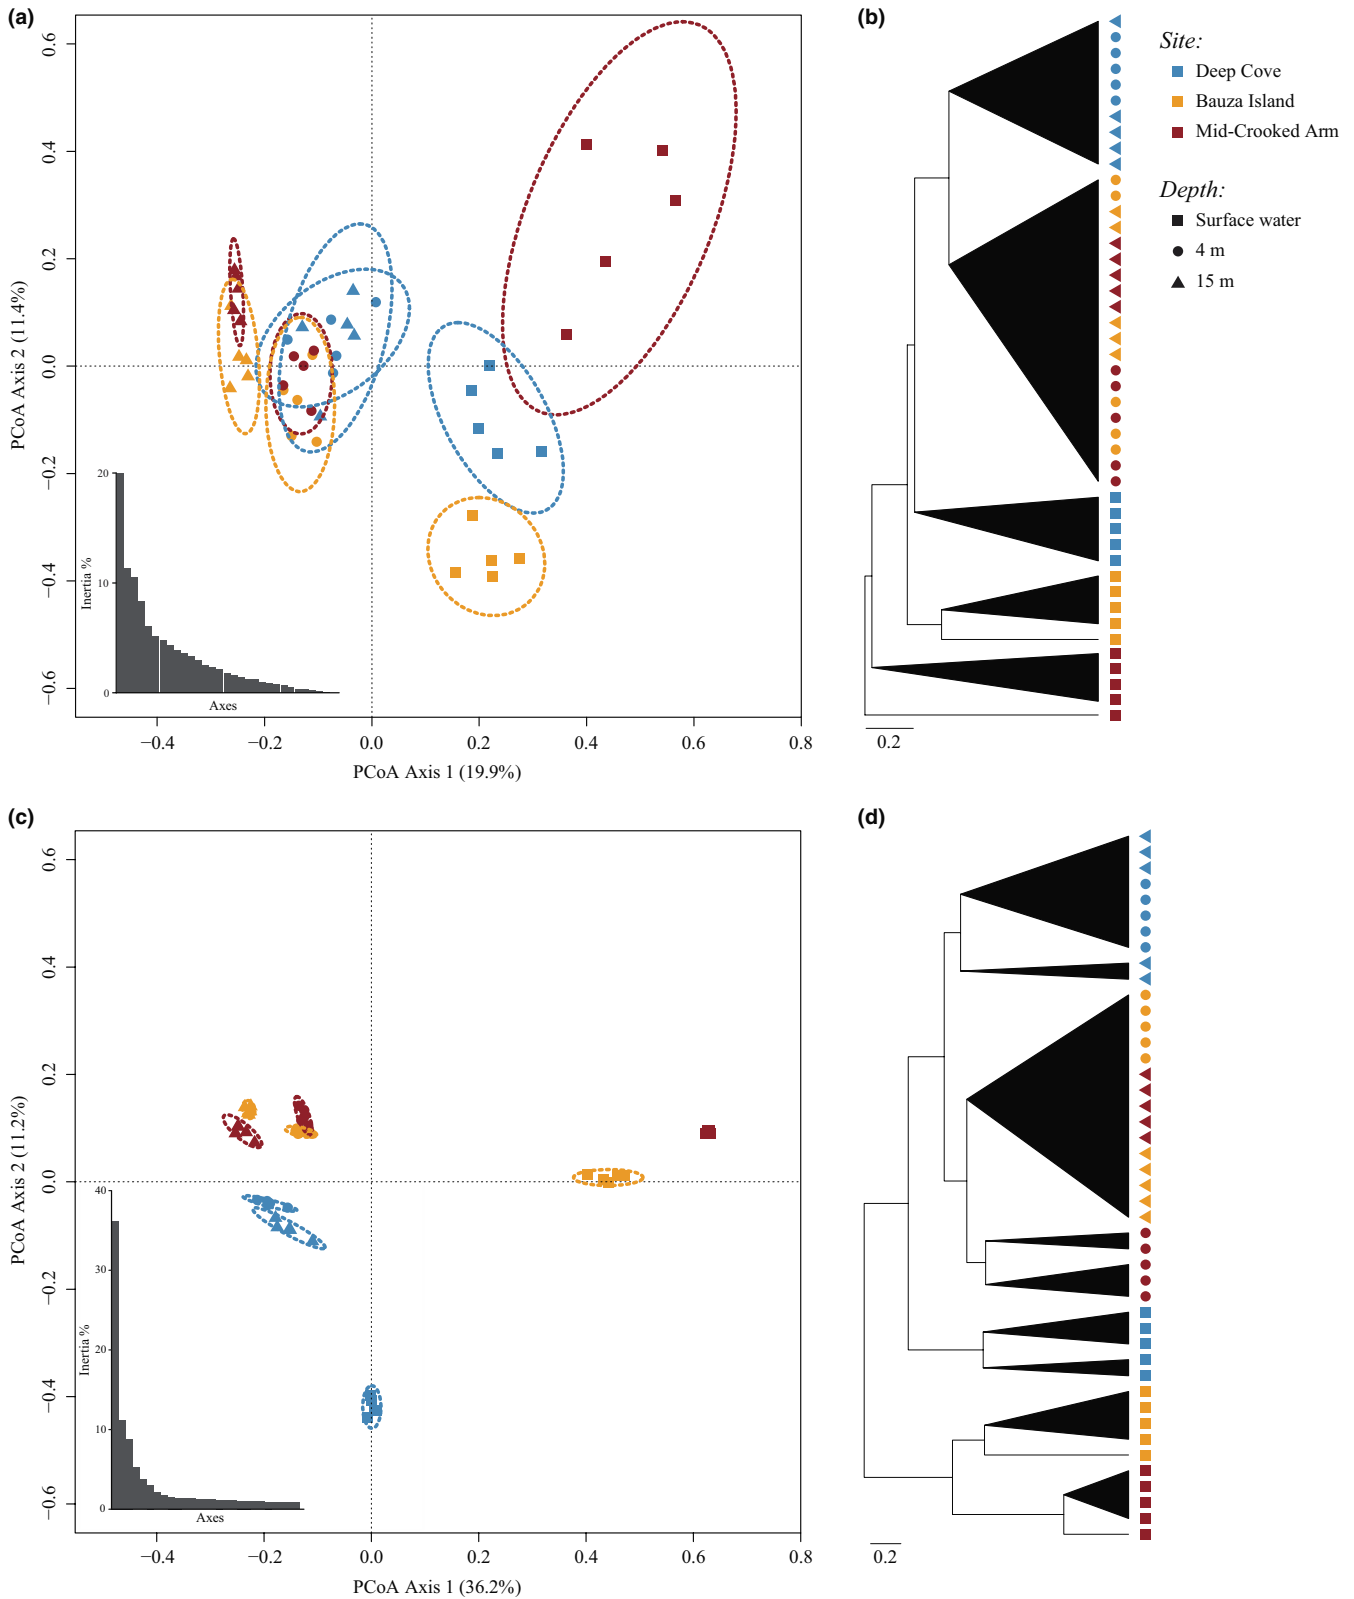 (a)
0.6
0.4
0.2
0.0
−0.2
−0.4
−0.6
PCoA Axis 2 (11.4%)
20
10
0
Inertia %
Axes
−0.4
−0.2
0.0
0.2
0.4
0.6
0.8
PCoA Axis 1 (19.9%)
(b)
0.2
Site:
Deep Cove
Bauza Island
Mid-Crooked Arm
Depth:
Surface water
4 m
15 m
(c)
0.6
0.4
0.2
0.0
−0.2
−0.4
−0.6
PCoA Axis 2 (11.2%)
40
30
20
10
0
Inertia %
Axes
−0.4
−0.2
0.0
0.2
0.4
0.6
0.8
PCoA Axis 1 (36.2%)
(d)
0.2